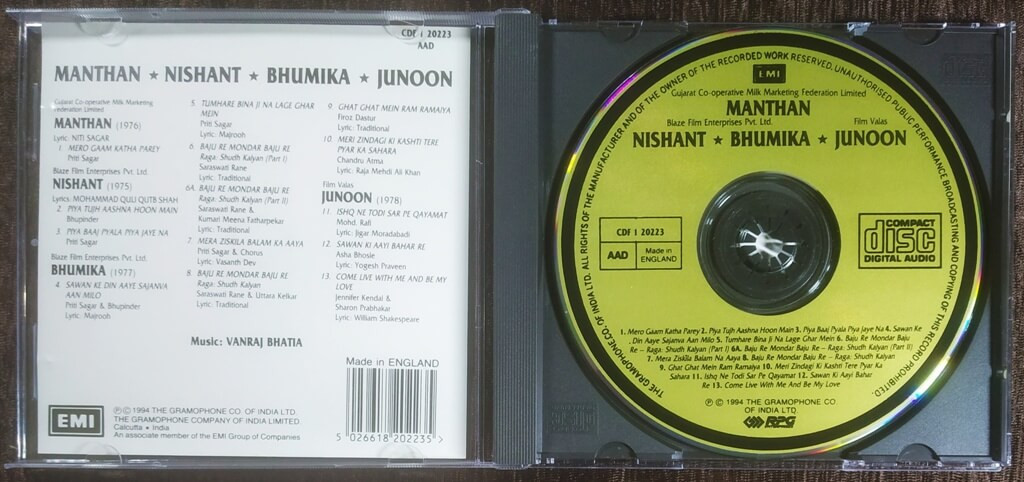 CDF 1 20223
AAD
MANTHAN ★ NISHANT ★ BHUMIKA ★ JUNOON
Gujarat Co-operative Milk Marketing
Federation Limited
MANTHAN (1976)
Lyric: NITI SAGAR
1 MERO GAAM KATHA PAREY
Priti Sagar
Blaze Film Enterprises Pvt. Ltd.
NISHANT (1975)
Lyrics: MOHAMMAD QULI QUTB SHAH
2. PIYA TUJH AASHNA HOON MAIN
Bhupinder
3. PIYA BAAJ PYALA PIYA JAYE NA
Priti Sagar
Blaze Film Enterprises Pvt. Ltd.
BHUMIKA (1977)
4. SAWAN KE DIN AAYE SAJANVA
AAN MILO
Priti Sagar & Bhupinder
Lyric: Majrooh
5. TUMHARE BINA JI NA LAGE GHAR
MEIN
Priti Sagar
Lyric: Majrooh
6. BAJU RE MONDAR BAJU RE
Raga: Shudh Kalyan (Part I)
Saraswati Rane
Lyric: Traditional
6A. BAJU RE MONDAR BAJU RE
Raga: Shudh Kalyan (Part II)
Saraswati Rane &
Kumari Meena Fatharpekar
Lyric: Traditional
7. MERA ZISKILA BALAM KA AAYA
Priti Sagar & Chorus
Lyric: Vasanth Dev
8. BAJU RE MONDAR BAJU RE
Raga: Shudh Kalyan
Saraswati Rane & Uttara Kelkar
Lyric: Traditional
9. GHAT GHAT MEIN RAM RAMAIYA
Firoz Dastur
Lyric: Traditional
10. MERI ZINDAGI KI KASHTI TERE
PYAR KA SAHARA
Chandru Atma
Lyric: Raja Mehdi Ali Khan
Film Valas
JUNOON (1978)
11. ISHQ NE TODI SAR PE QAYAMAT
Mohd. Rafi
Lyric: Jigar Moradabadi
12. SAWAN KI AAYI BAHAR RE
Asha Bhosle
Lyric: Yogesh Praveen
13. COME LIVE WITH ME AND BE MY
LOVE
Jennifer Kendal &
Sharon Prabhakar
Lyric: William Shakespeare
Music: VANRAJ BHATIA
Made in ENGLAND
5 026618 202235 >
EMI
℗ © 1994 THE GRAMOPHONE CO. OF INDIA LTD.
THE GRAMOPHONE COMPANY OF INDIA LIMITED.
Calcutta • India
An associate member of the EMI Group of Companies
THE GRAMOPHONE CO. OF INDIA LTD. ALL RIGHTS OF THE MANUFACTURER AND OF THE OWNER OF THE RECORDED WORK RESERVED. UNAUTHORISED PUBLIC PERFORMANCE BROADCASTING AND COPYING OF THIS RECORD PROHIBITED.
EMI
Gujarat Co-operative Milk Marketing Federation Limited
MANTHAN
Blaze Film Enterprises Pvt. Ltd. Film Valas
NISHANT ★ BHUMIKA ★ JUNOON
CDF 1 20223
AAD
Made in
ENGLAND
COMPACT
disc
DIGITAL AUDIO
1. Mero Gaam Katha Parey 2. Piya Tujh Aashna Hoon Main 3. Piya Baaj Pyala Piya Jaye Na 4. Sawan Ke
Din Aaye Sajanva Aan Milo 5. Tumhare Bina Ji Na Lage Ghar Mein 6. Baju Re Mondar Baju
Re – Raga: Shudh Kalyan (Part I) 6A. Baju Re Mondar Baju Re – Raga: Shudh Kalyan (Part II)
7. Mera Ziskila Balam Na Aaya 8. Baju Re Mondar Baju Re – Raga: Shudh Kalyan
9. Ghat Ghat Mein Ram Ramaiya 10. Meri Zindagi Ki Kashti Tere Pyar Ka
Sahara 11. Ishq Ne Todi Sar Pe Qayamat 12. Sawan Ki Aayi Bahar
Re 13. Come Live With Me And Be My Love
℗ © 1994 THE GRAMOPHONE CO.
OF INDIA LTD.
RPG